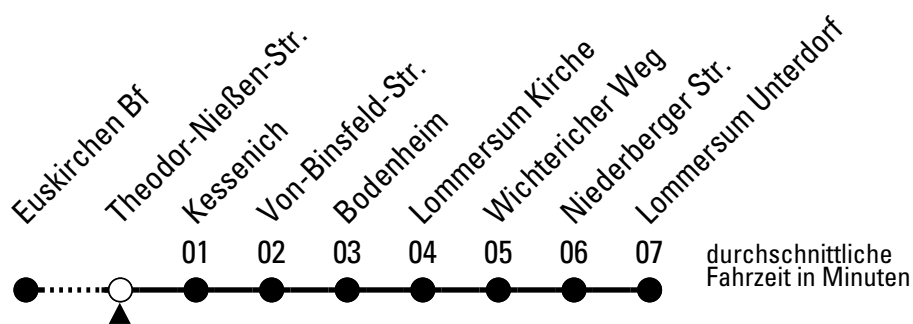 Euskirchen Bf
Theodor-Nießen-Str.
Kessenich
Von-Binsfeld-Str.
Bodenheim
Lommersum Kirche
Wichtericher Weg
Niederberger Str.
Lommersum Unterdorf
01 02 03 04 05 06 07
durchschnittliche
Fahrzeit in Minuten